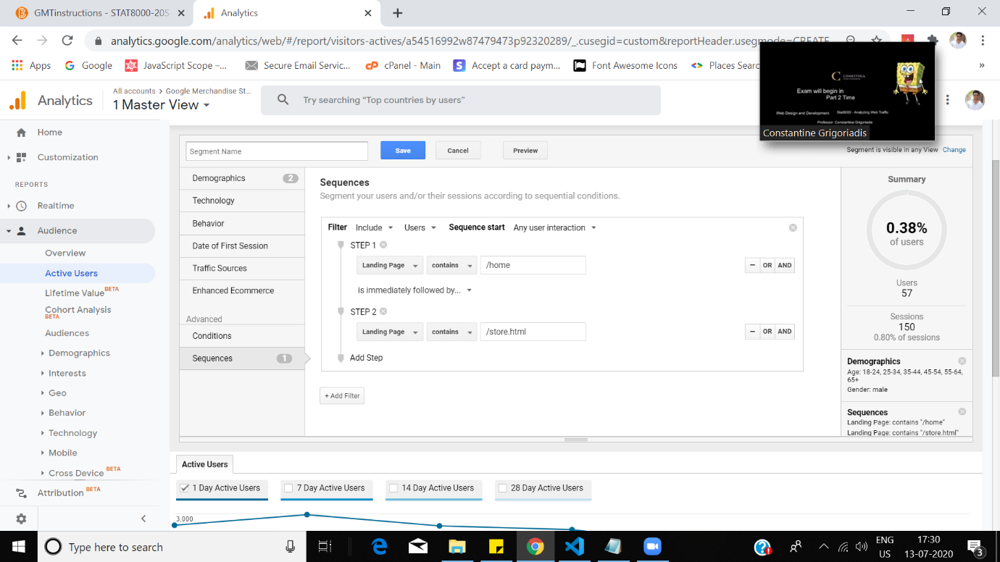 GMTinstructions - STAT8000-20S
Analytics
analytics.google.com/analytics/web/#/report/visitors-actives/a54516992w87479473p92320289/_.cusegid=custom&reportHeader.usegmode=CREATE
Apps
Google
JavaScript Scope –...
Secure Email Servic...
cPanel - Main
Accept a card paym...
Font Awesome Icons
Places Searc
»
Analytics
All accounts > Google Merchandise St...
1 Master View
Try searching “Top countries by users”
CONESTOGA
Exam will begin in
Part 2 Time
Web Design and Development
Stat8000 - Analyzing Web Traffic
Professor: Constantine Grigoriadis
Constantine Grigoriadis
Home
Customization
REPORTS
Realtime
Audience
Overview
Active Users
Lifetime Value BETA
Cohort Analysis
BETA
Audiences
Demographics
Interests
Geo
Behavior
Technology
Mobile
Cross Device BETA
Attribution BETA
Segment Name
Save
Cancel
Preview
Segment is visible in any View Change
Demographics 2
Technology
Behavior
Date of First Session
Traffic Sources
Enhanced Ecommerce
Advanced
Conditions
Sequences 1
Sequences
Segment your users and/or their sessions according to sequential conditions.
Filter Include Users Sequence start Any user interaction
STEP 1
Landing Page contains /home
– OR AND
is immediately followed by...
STEP 2
Landing Page contains /store.html
– OR AND
Add Step
+ Add Filter
Summary
0.38%
of users
Users
57
Sessions
150
0.80% of sessions
Demographics
Age: 18-24, 25-34, 35-44, 45-54, 55-64,
65+
Gender: male
Sequences
Landing Page: contains "/home"
Landing Page: contains "/store.html"
Active Users
1 Day Active Users
7 Day Active Users
14 Day Active Users
28 Day Active Users
3,000
Type here to search
ENG
US
17:30
13-07-2020
3